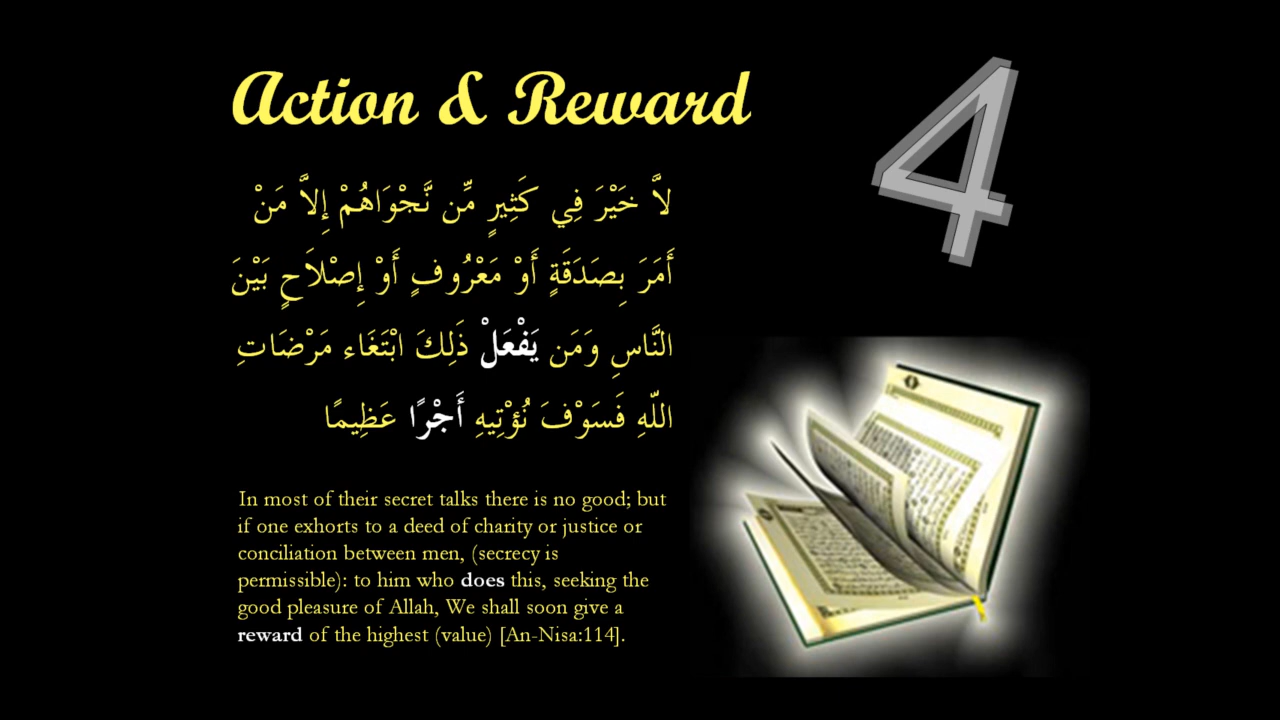 Action & Reward
4
لاَّ خَيْرَ فِي كَثِيرٍ مِّن نَّجْوَاهُمْ إِلاَّ مَنْ
أَمَرَ بِصَدَقَةٍ أَوْ مَعْرُوفٍ أَوْ إِصْلاَحٍ بَيْنَ
النَّاسِ وَمَن يَفْعَلْ ذَلِكَ ابْتَغَاء مَرْضَاتِ
اللّهِ فَسَوْفَ نُؤْتِيهِ أَجْرًا عَظِيمًا
In most of their secret talks there is no good; but
if one exhorts to a deed of charity or justice or
conciliation between men, (secrecy is
permissible): to him who does this, seeking the
good pleasure of Allah, We shall soon give a
reward of the highest (value) [An-Nisa:114].